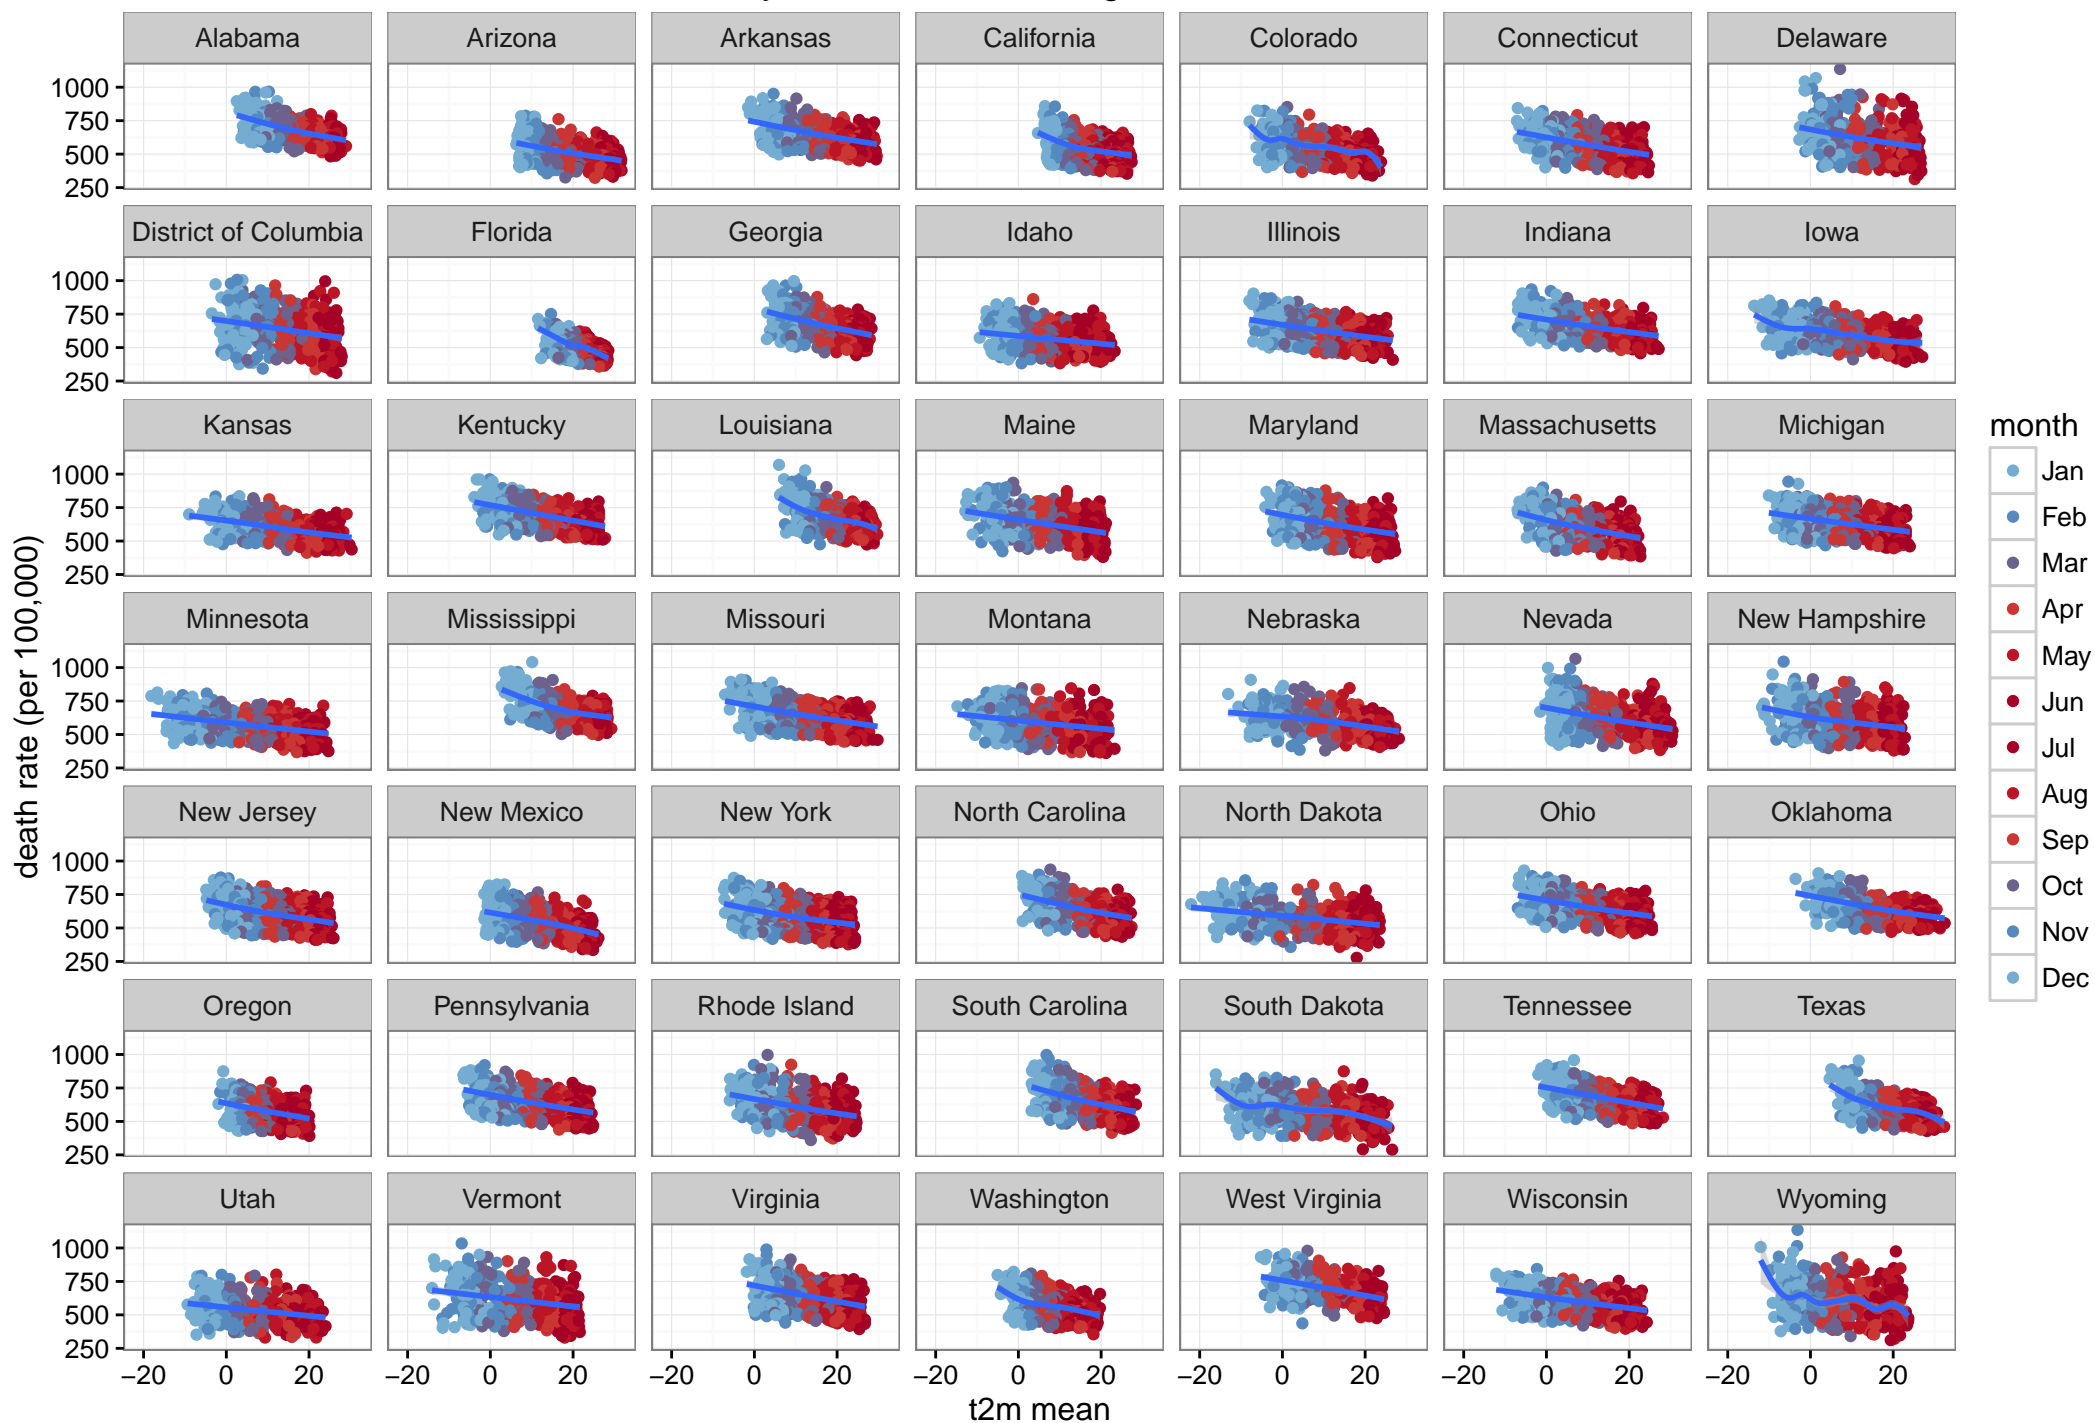 Alabama Arizona Arkansas California Colorado Connecticut Delaware
1000
750
500
250
District of Columbia Florida Georgia Idaho Illinois Indiana Iowa
1000
750
500
250
Kansas Kentucky Louisiana Maine Maryland Massachusetts Michigan
1000
750
500
250
Minnesota Mississippi Missouri Montana Nebraska Nevada New Hampshire
1000
750
500
250
New Jersey New Mexico New York North Carolina North Dakota Ohio Oklahoma
1000
750
500
250
Oregon Pennsylvania Rhode Island South Carolina South Dakota Tennessee Texas
1000
750
500
250
Utah Vermont Virginia Washington West Virginia Wisconsin Wyoming
1000
750
500
250
−20 0 20 −20 0 20 −20 0 20 −20 0 20 −20 0 20 −20 0 20 −20 0 20
t2m mean
death rate (per 100,000)
month
Jan
Feb
Mar
Apr
May
Jun
Jul
Aug
Sep
Oct
Nov
Dec